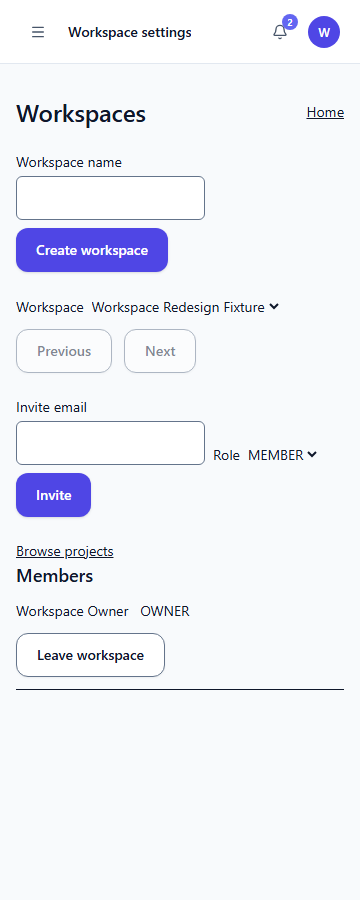 Workspace settings
2
W
Workspaces
Home
Workspace name
Create workspace
Workspace Workspace Redesign Fixture
Previous
Next
Invite email
Role MEMBER
Invite
Browse projects
Members
Workspace Owner OWNER
Leave workspace